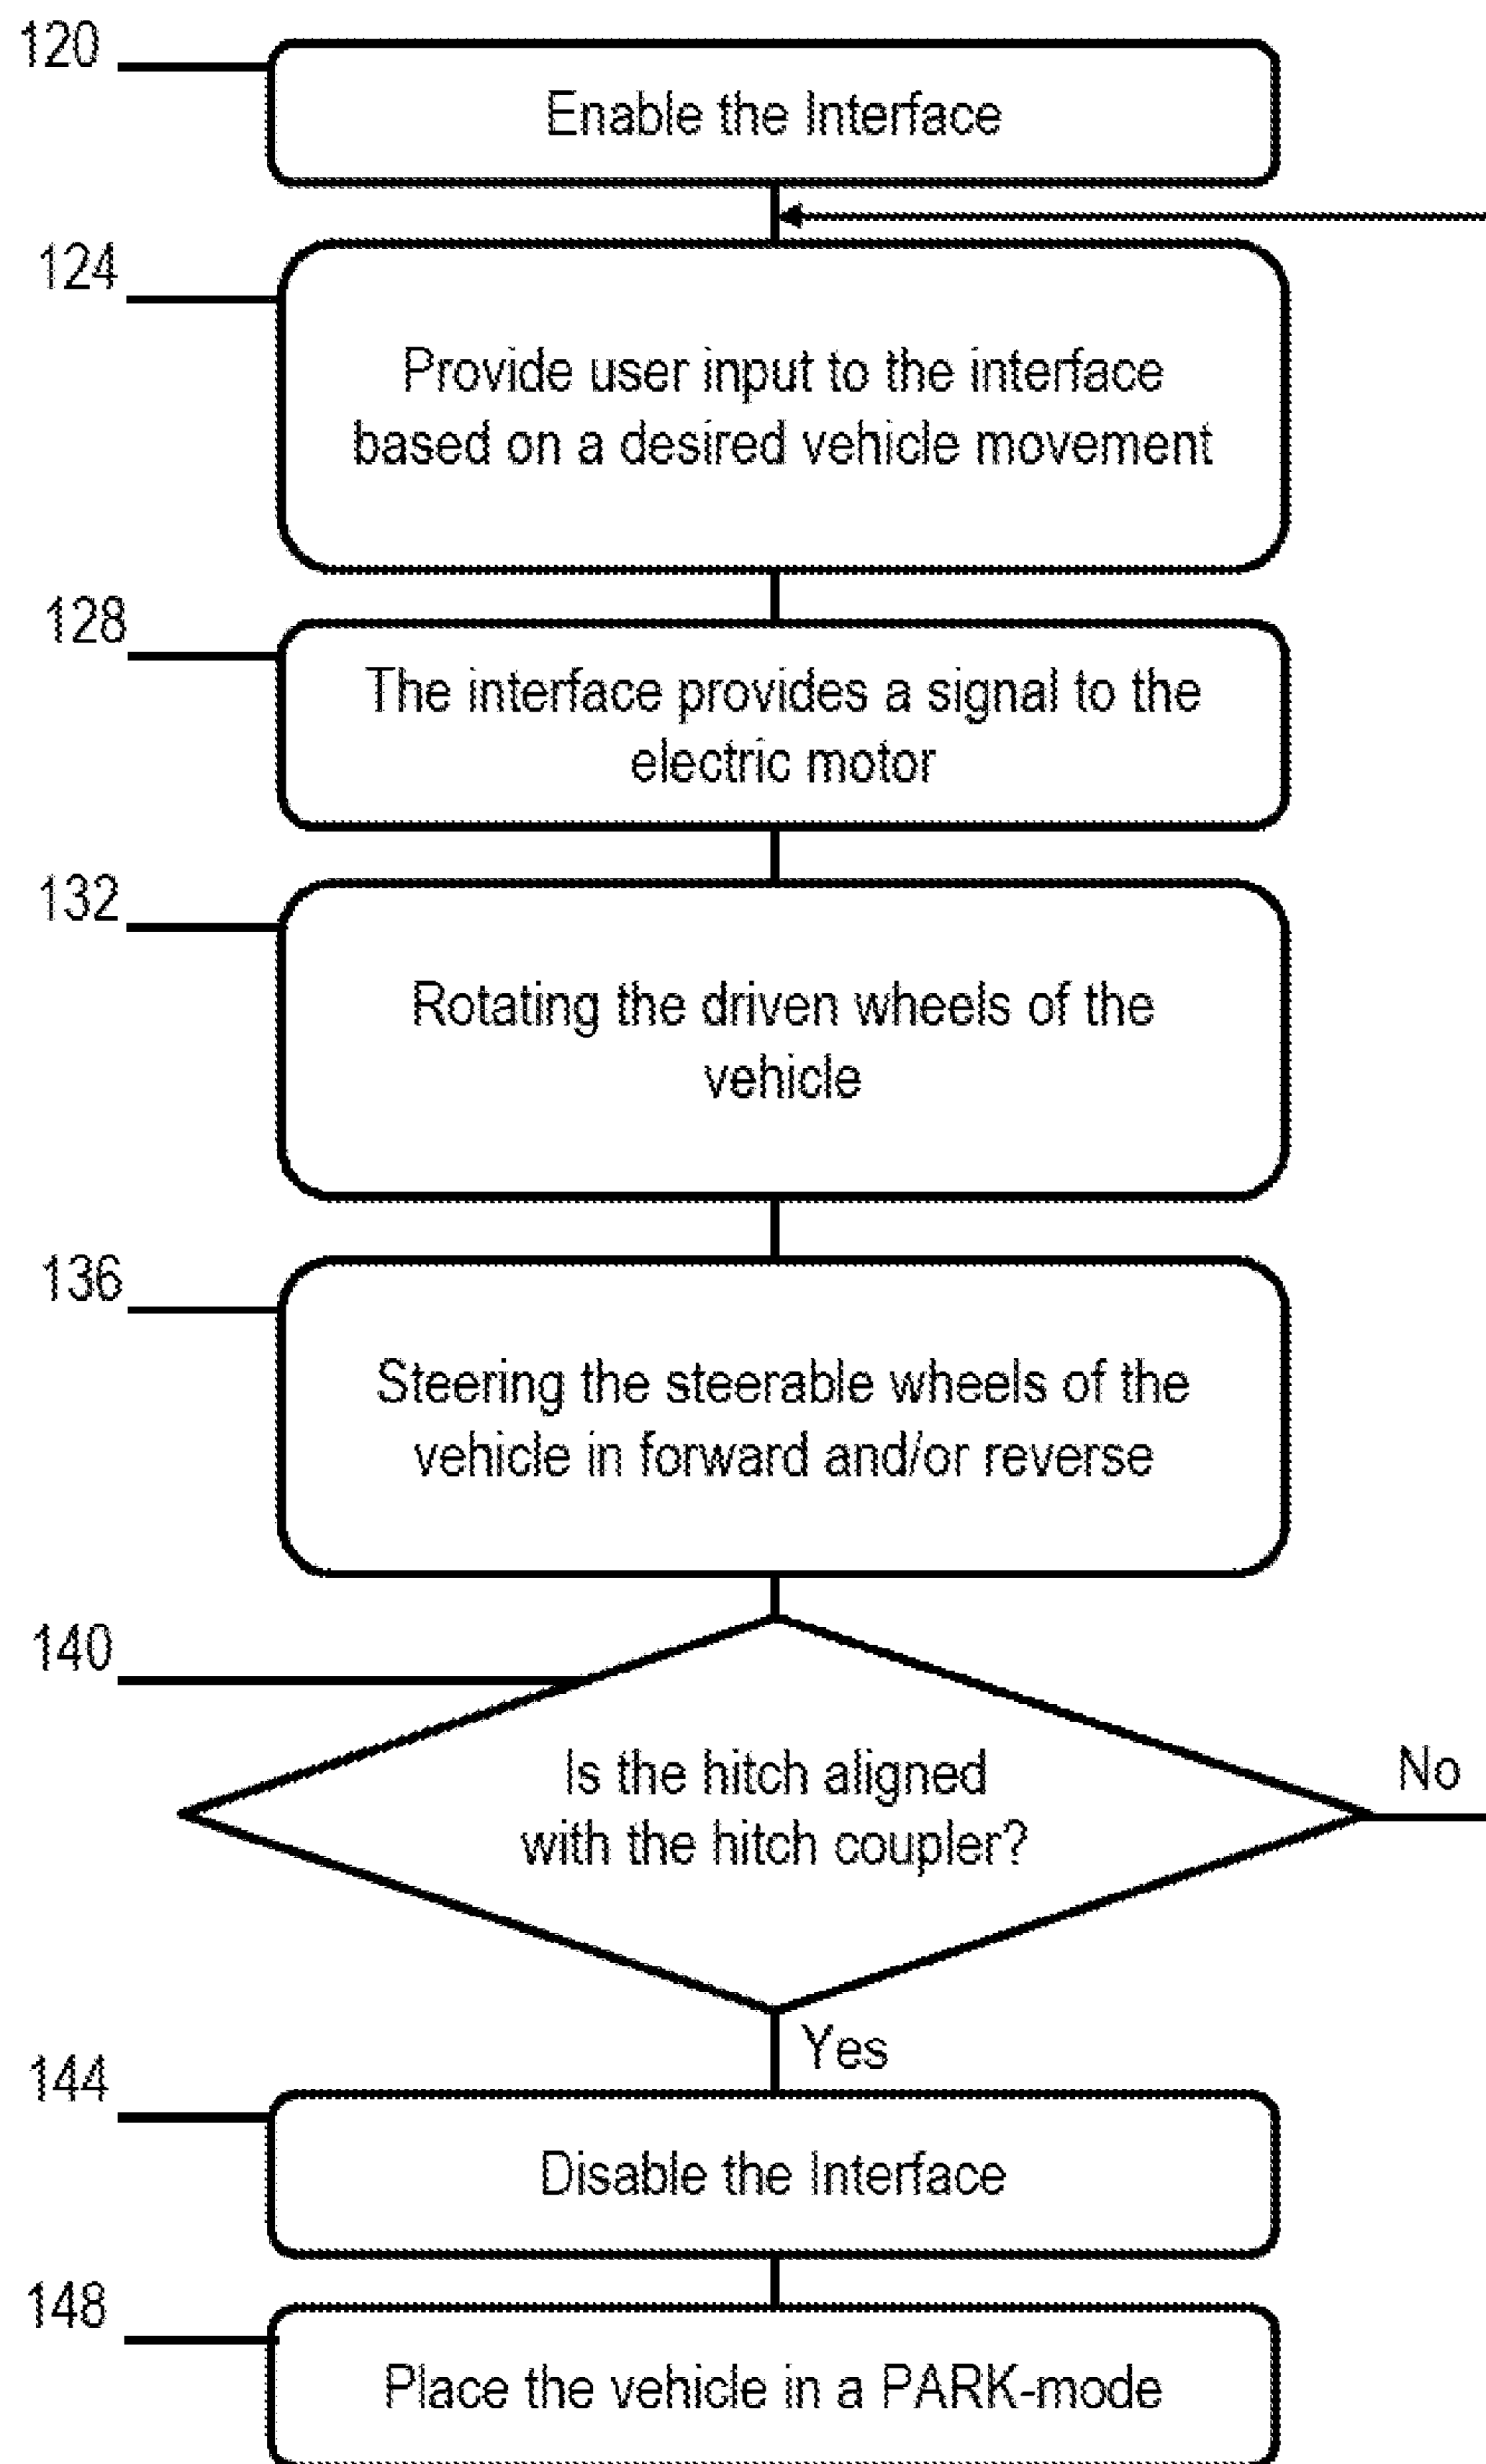 120
Enable the Interface
124
Provide user input to the interface
based on a desired vehicle movement
128
The interface provides a signal to the
electric motor
132
Rotating the driven wheels of the
vehicle
136
Steering the steerable wheels of the
vehicle in forward and/or reverse
140
Is the hitch aligned
with the hitch coupler?
No
Yes
144
Disable the Interface
148
Place the vehicle in a PARK-mode